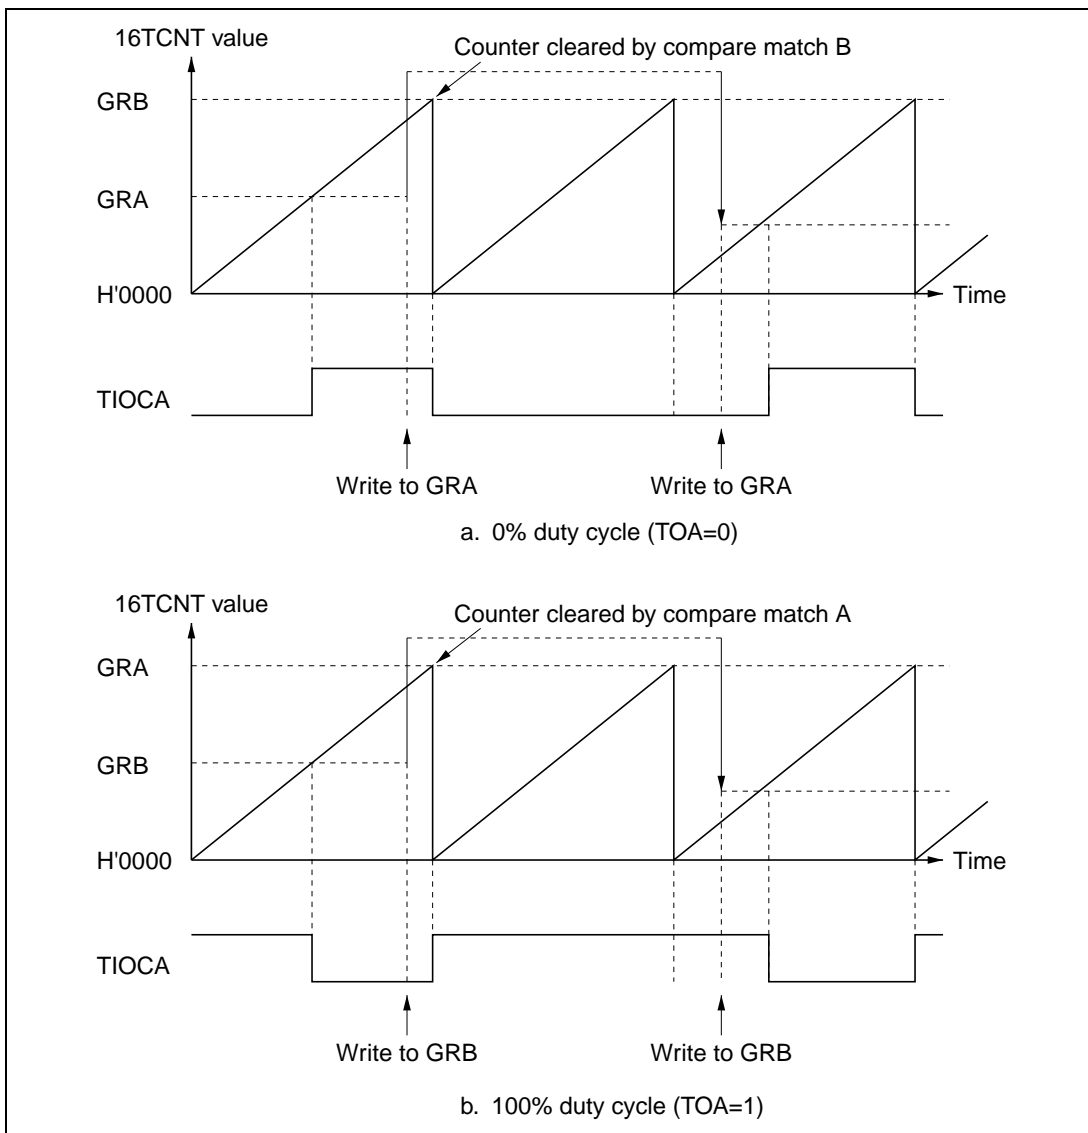 16TCNT value
Counter cleared by compare match B
GRB
GRA
H'0000
Time
TIOCA
Write to GRA
Write to GRA
a. 0% duty cycle (TOA=0)
16TCNT value
Counter cleared by compare match A
GRA
GRB
H'0000
Time
TIOCA
Write to GRB
Write to GRB
b. 100% duty cycle (TOA=1)